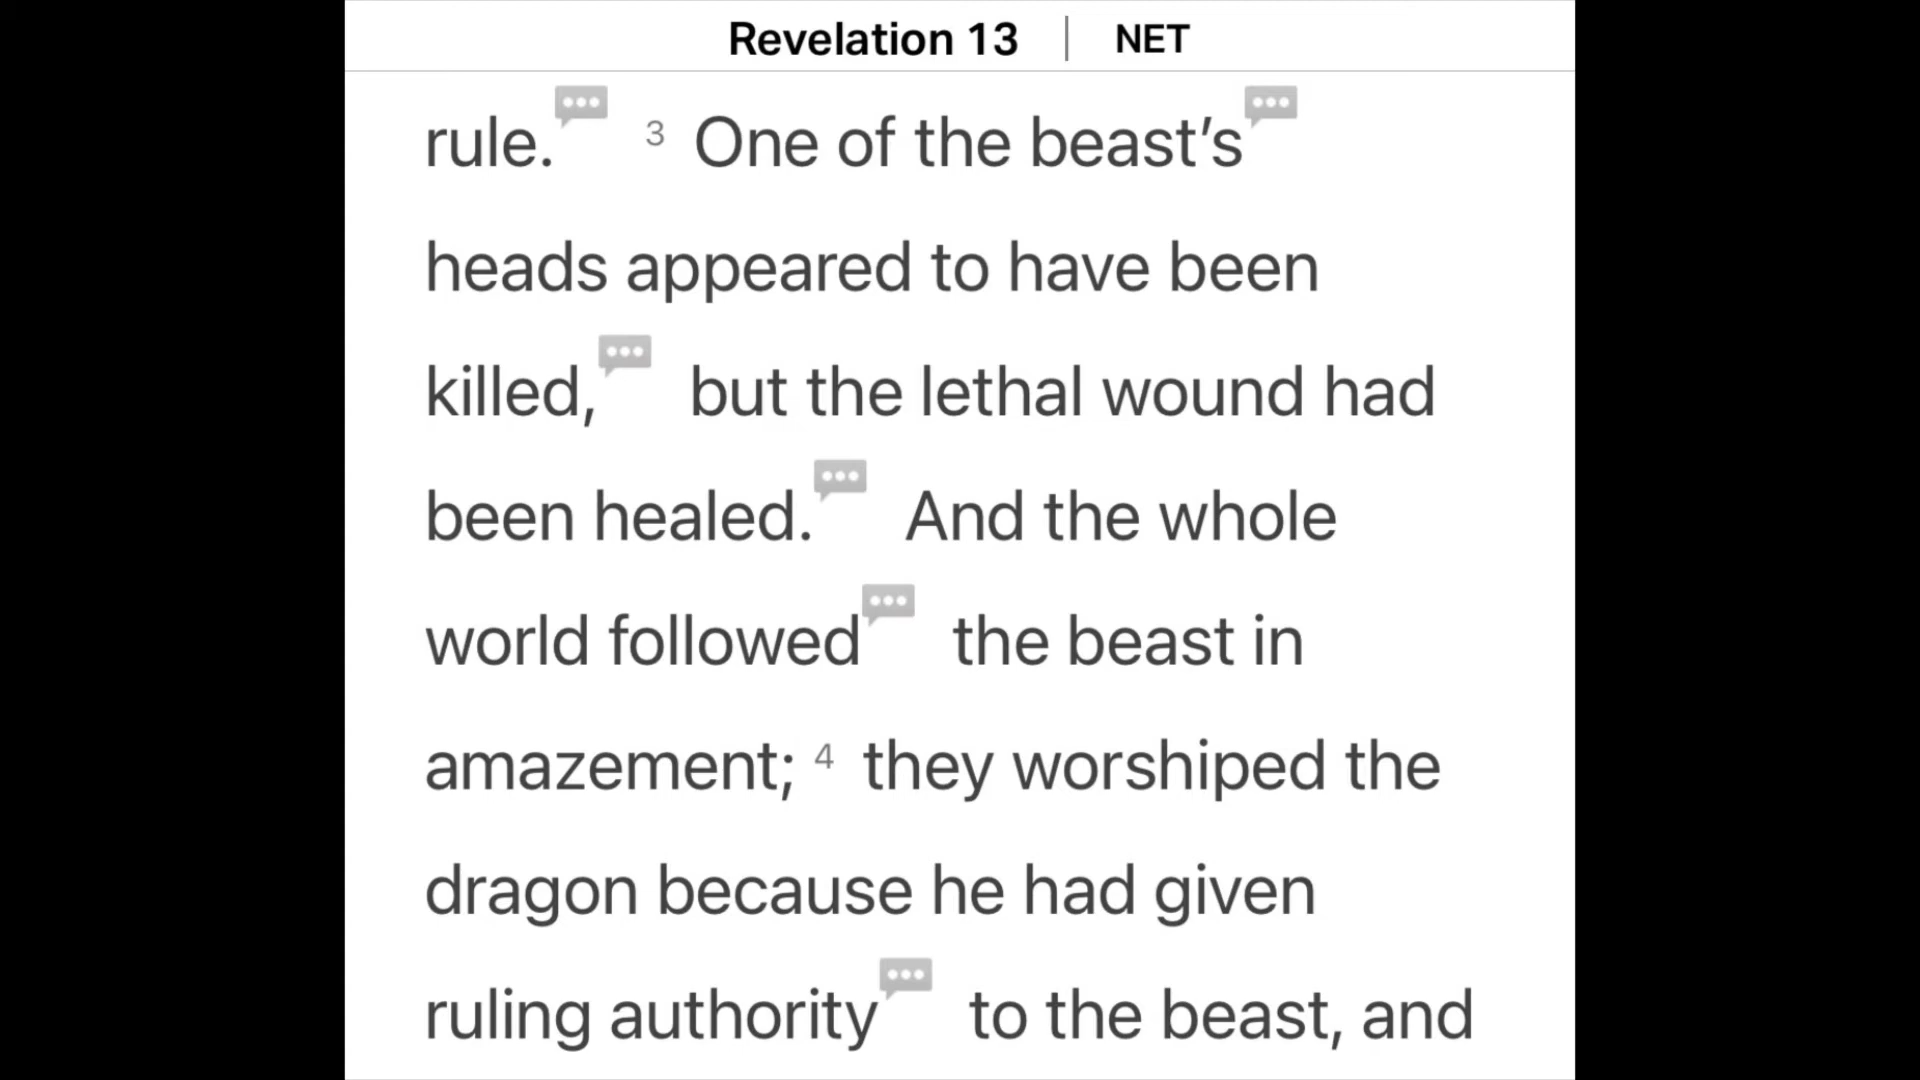 Revelation 13 | NET
rule. 3 One of the beast’s
heads appeared to have been
killed, but the lethal wound had
been healed. And the whole
world followed the beast in
amazement; 4 they worshiped the
dragon because he had given
ruling authority to the beast, and